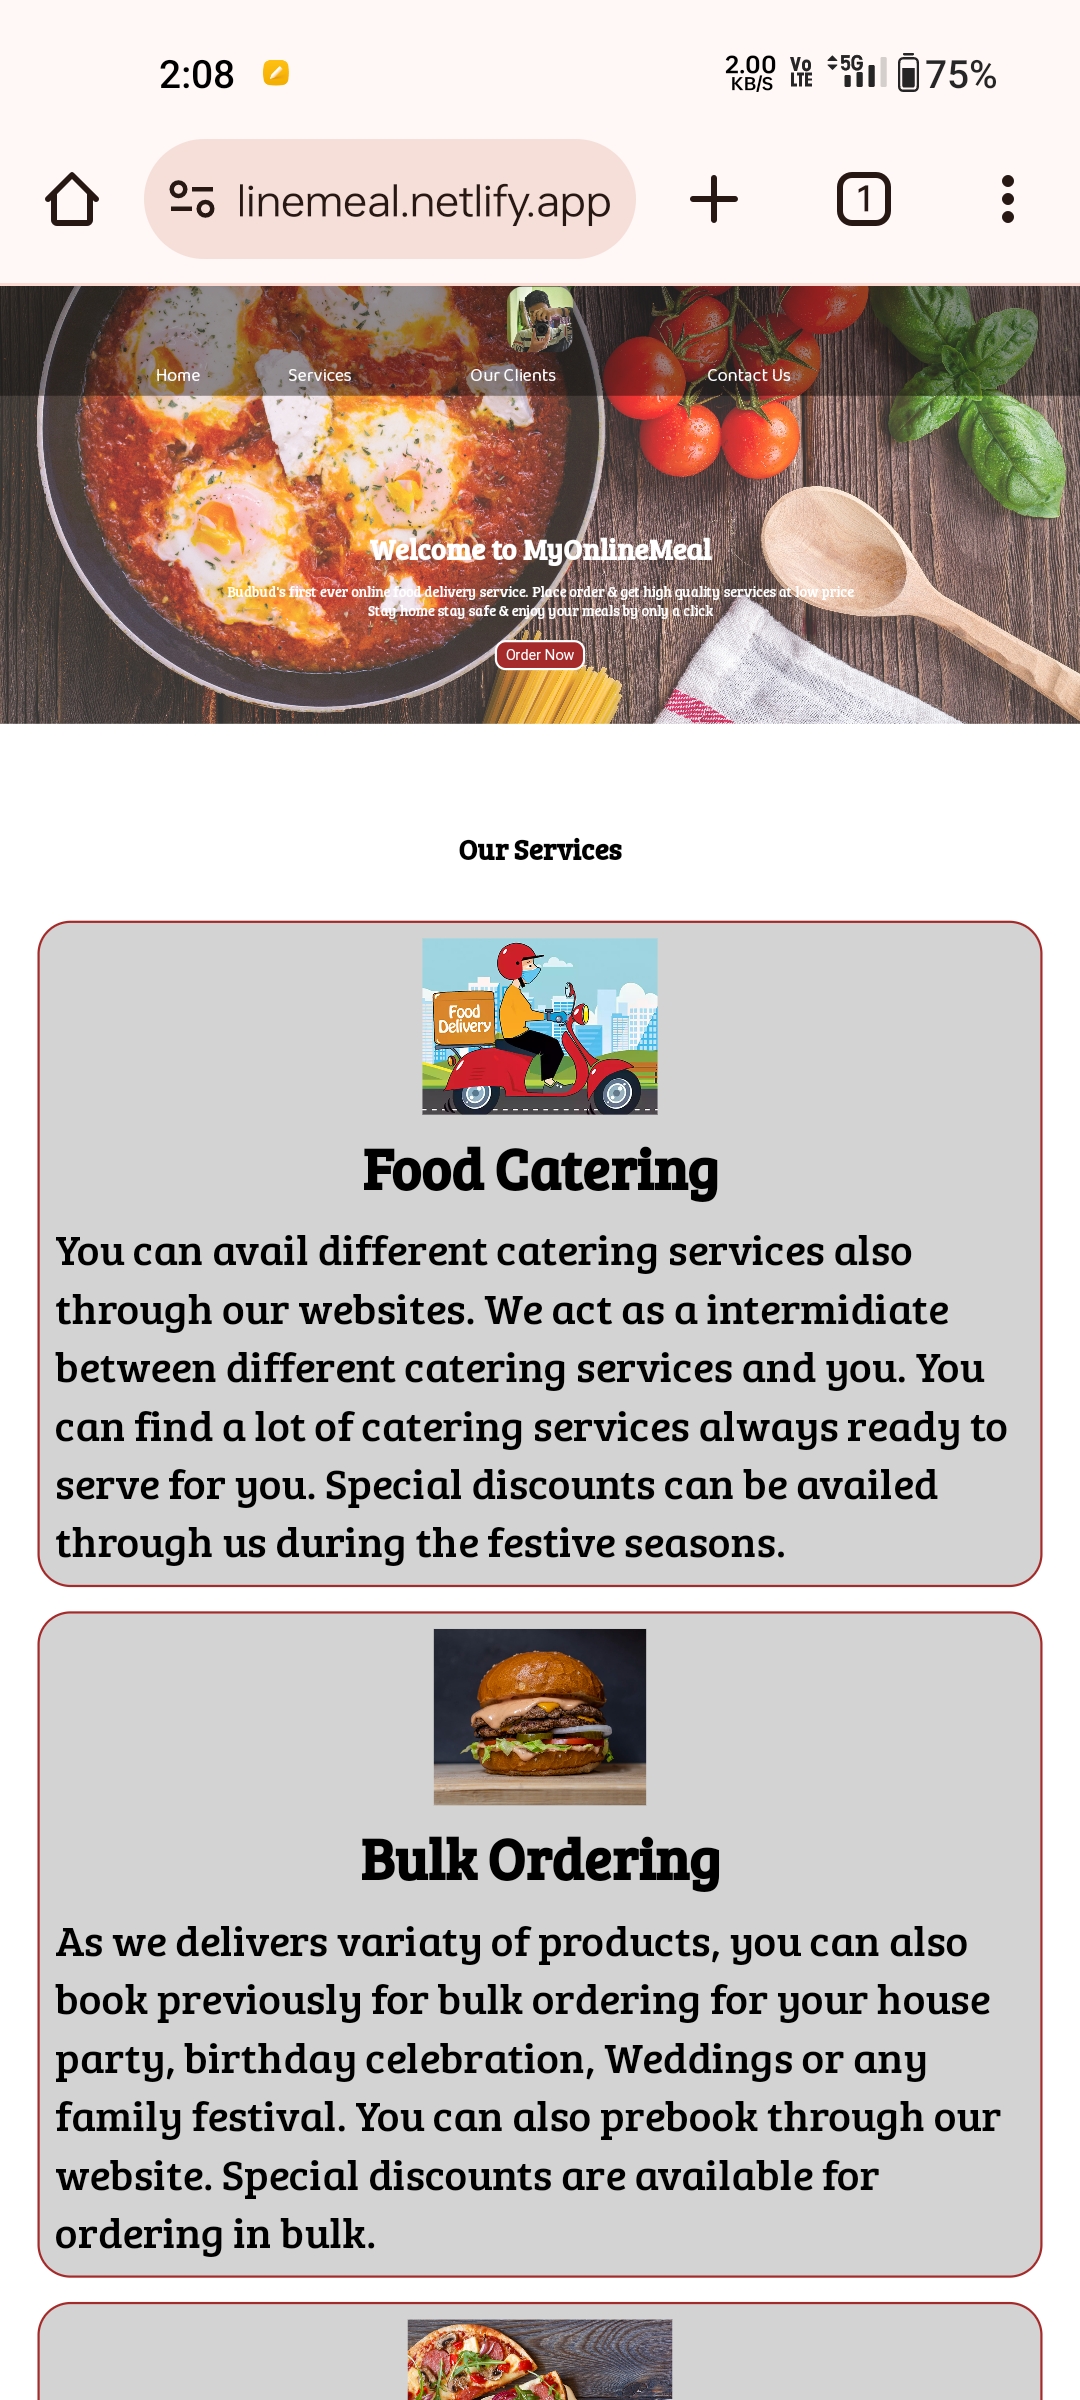 2:08 2.00 KB/S Vo LTE 5G 75%
linemeal.netlify.app 1
Home Services Our Clients Contact Us
Welcome to MyOnlineMeal
Budbud's first ever online food delivery service. Place order & get high quality services at low price
Stay home stay safe & enjoy your meals by only a click
Order Now
Our Services
Food
Delivery
Food Catering
You can avail different catering services also
through our websites. We act as a intermidiate
between different catering services and you. You
can find a lot of catering services always ready to
serve for you. Special discounts can be availed
through us during the festive seasons.
Bulk Ordering
As we delivers variaty of products, you can also
book previously for bulk ordering for your house
party, birthday celebration, Weddings or any
family festival. You can also prebook through our
website. Special discounts are available for
ordering in bulk.